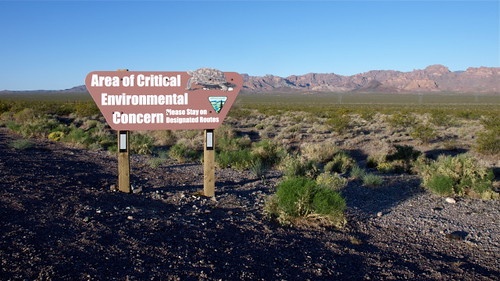 Area of Critical
Environmental
Concern Please Stay on
Designated Routes